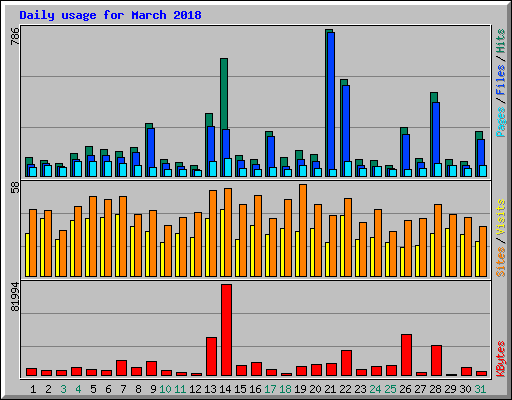 Daily usage for March 2018
786
Pages / Files / Hits
58
Sites / Visits
81994
KBytes
1 2 3 4 5 6 7 8 9 10 11 12 13 14 15 16 17 18 19 20 21 22 23 24 25 26 27 28 29 30 31